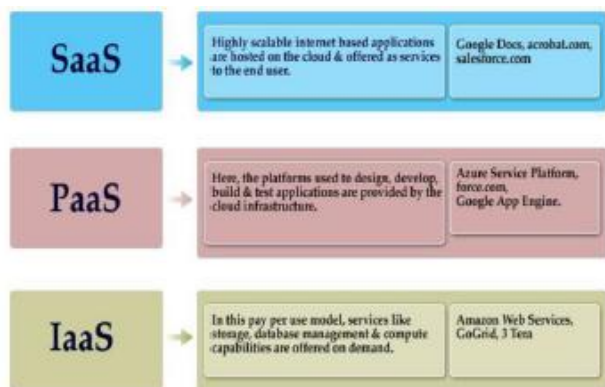 SaaS
Highly scalable internet based applications
are hosted on the cloud & offered as services
to the end user.
Google Docs, acrobat.com,
salesforce.com
PaaS
Here, the platforms used to design, develop,
build & test applications are provided by the
cloud infrastructure.
Azure Service Platform,
force.com,
Google App Engine.
IaaS
In this pay per use model, services like
storage, database management & compute
capabilities are offered on demand.
Amazon Web Services,
GoGrid, 3 Tera